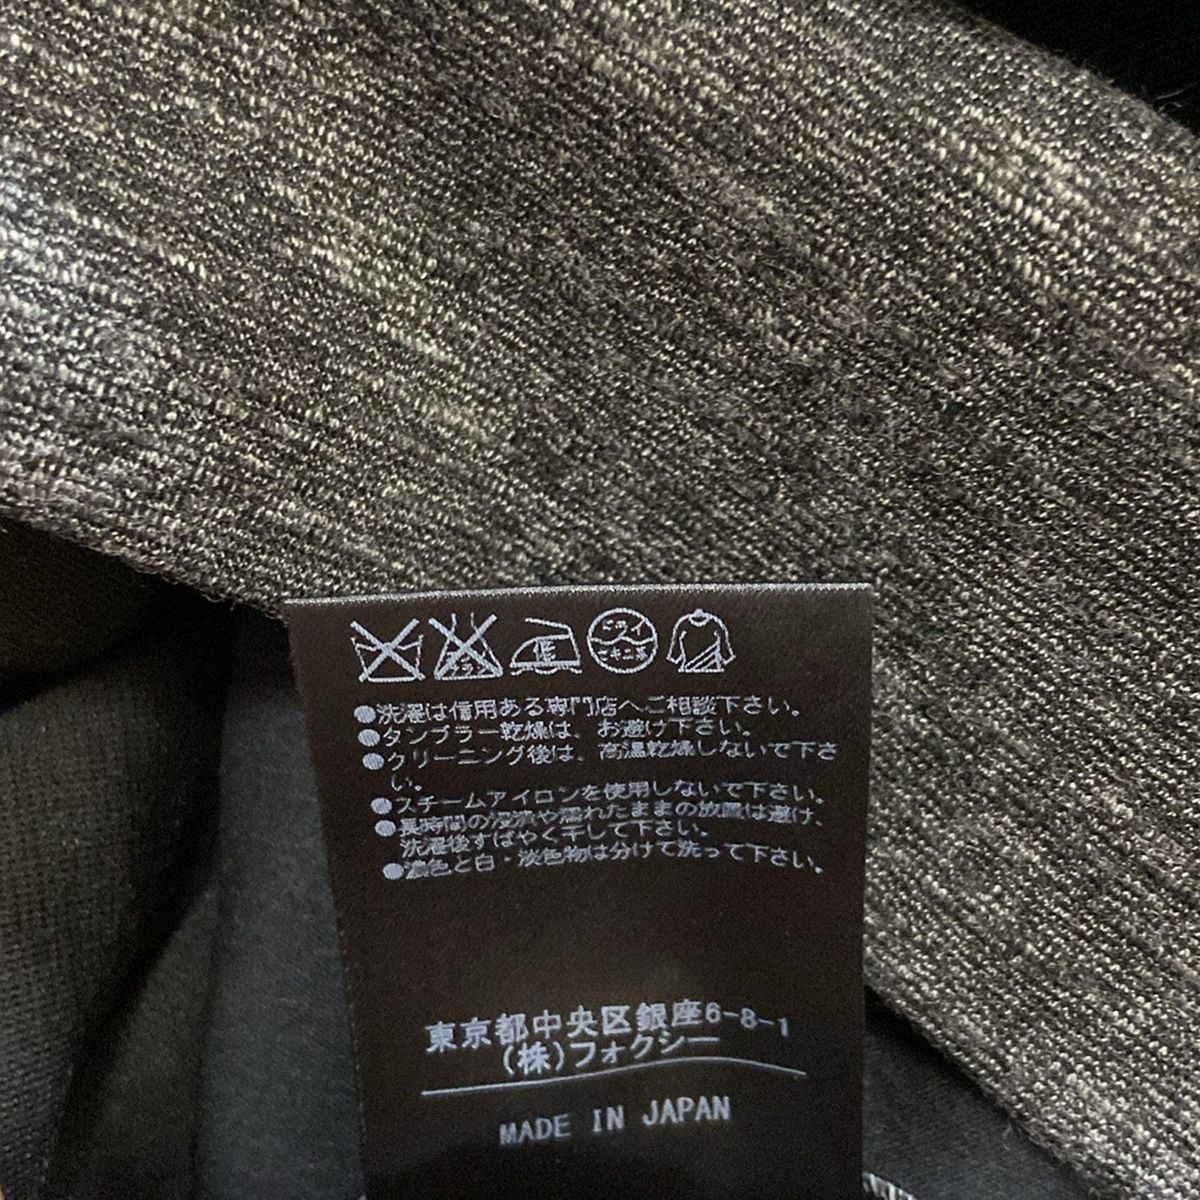 低
ドライ
セキユ系
●洗濯は信用ある専門店へご相談下さい。
●タンブラー乾燥は、お避け下さい。
●クリーニング後は、高温乾燥しないで下さ
い。
●スチームアイロンを使用しないで下さい。
●長時間の浸漬や濡れたままの放置は避け、
洗濯後すばやく干して下さい。
●濃色と白・淡色物は分けて洗って下さい。
東京都中央区銀座6-8-1
(株)フォクシー
MADE IN JAPAN